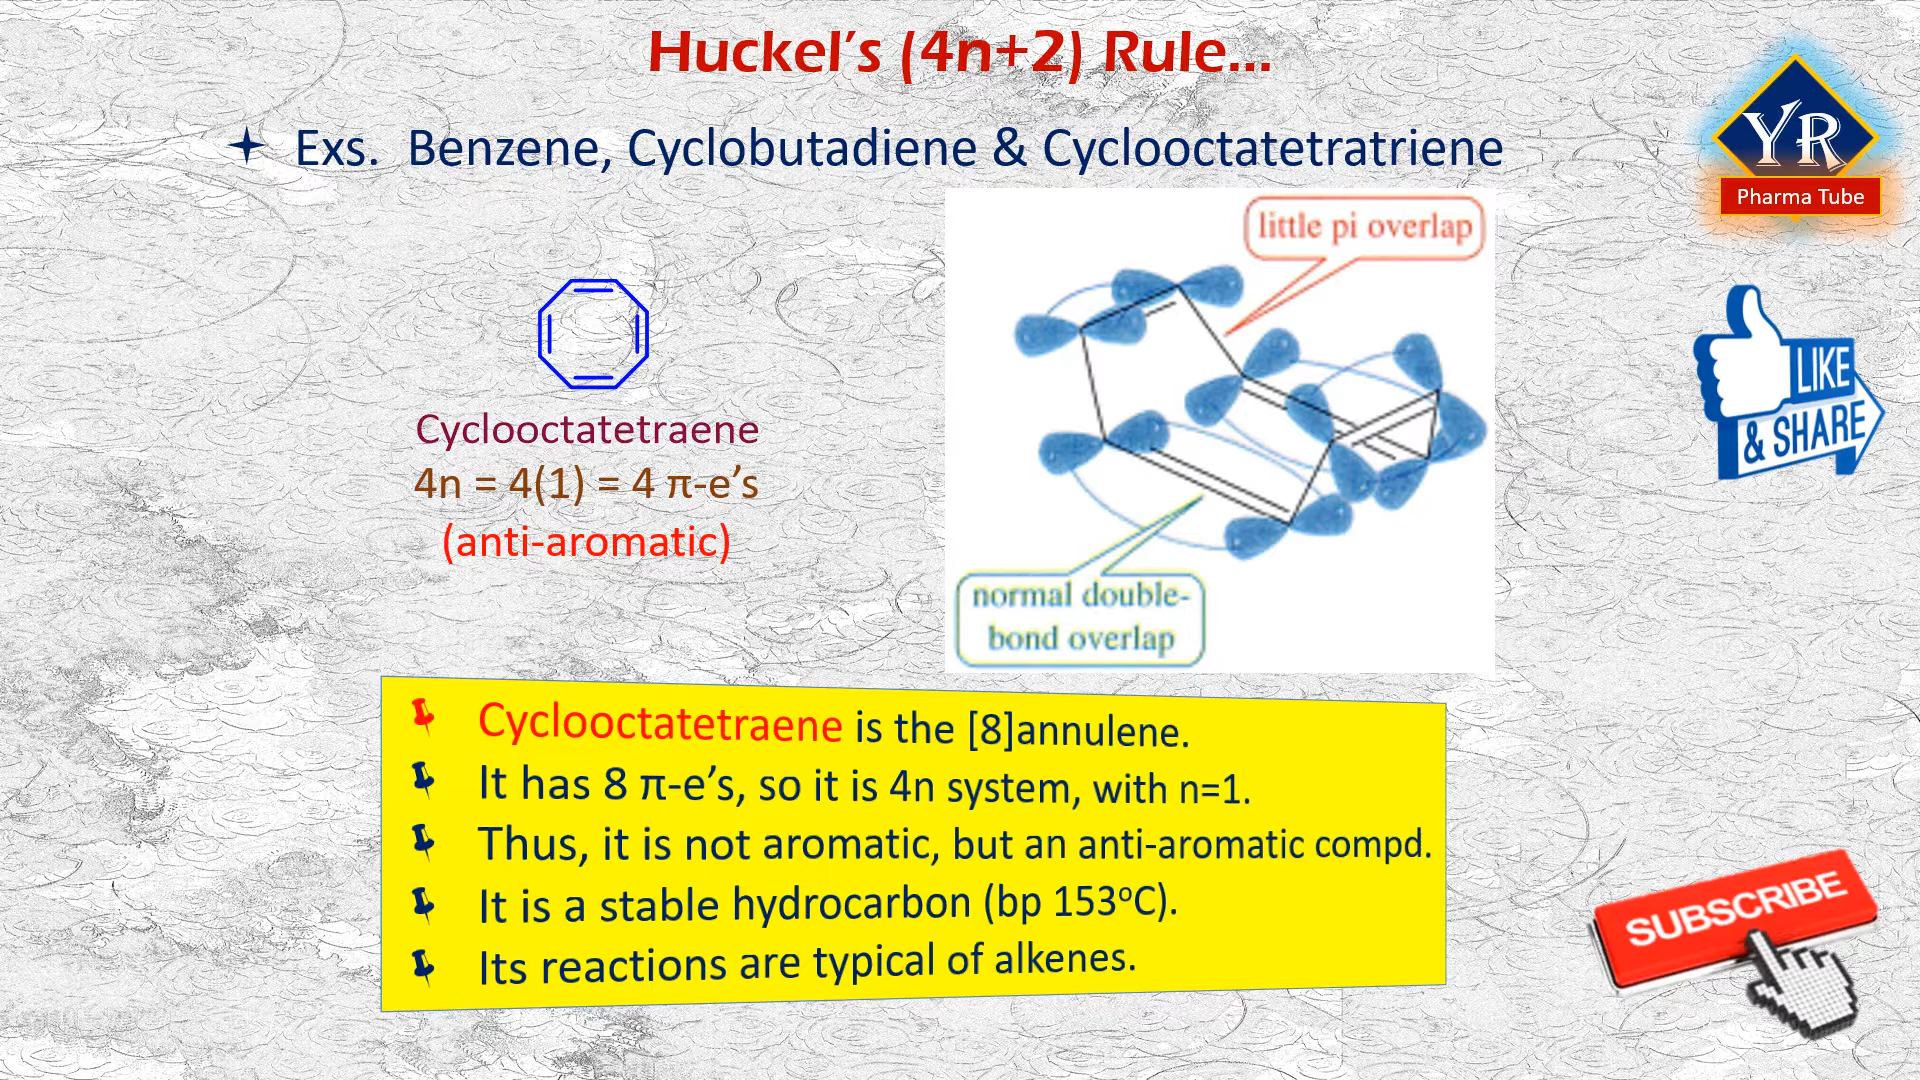 Huckel's (4n+2) Rule...
Exs. Benzene, Cyclobutadiene & Cyclooctatetratriene
YR
Pharma Tube
little pi overlap
LIKE
& SHARE
Cyclooctatetraene
4n = 4(1) = 4 π-e's
(anti-aromatic)
normal double-
bond overlap
Cyclooctatetraene is the [8]annulene.
It has 8 π-e's, so it is 4n system, with n=1.
Thus, it is not aromatic, but an anti-aromatic compd.
It is a stable hydrocarbon (bp 153ᵒC).
Its reactions are typical of alkenes.
SUBSCRIBE